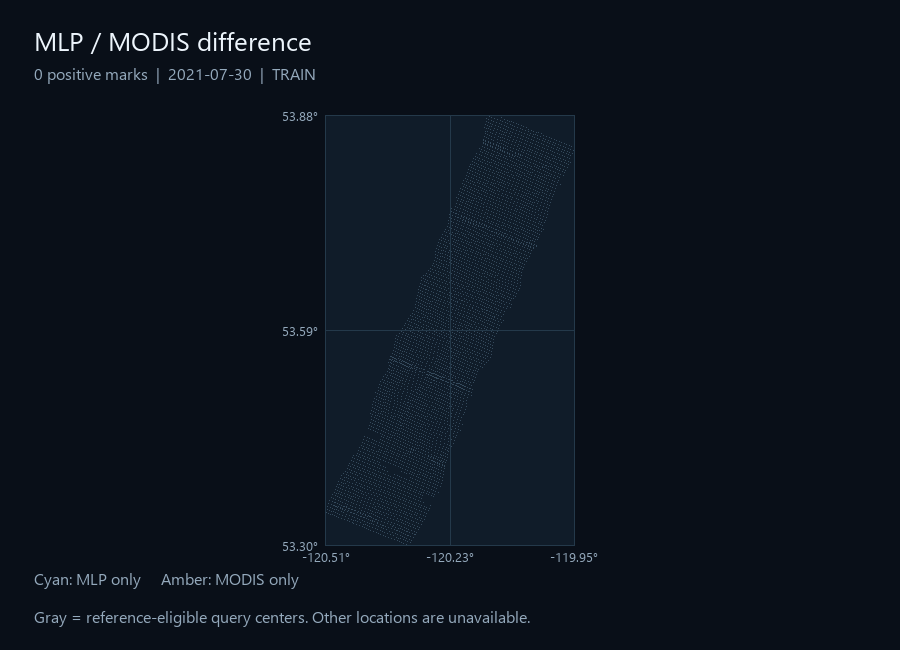 MLP / MODIS difference
0 positive marks | 2021-07-30 | TRAIN
53.88°
53.59°
53.30°
-120.51° -120.23° -119.95°
Cyan: MLP only Amber: MODIS only
Gray = reference-eligible query centers. Other locations are unavailable.